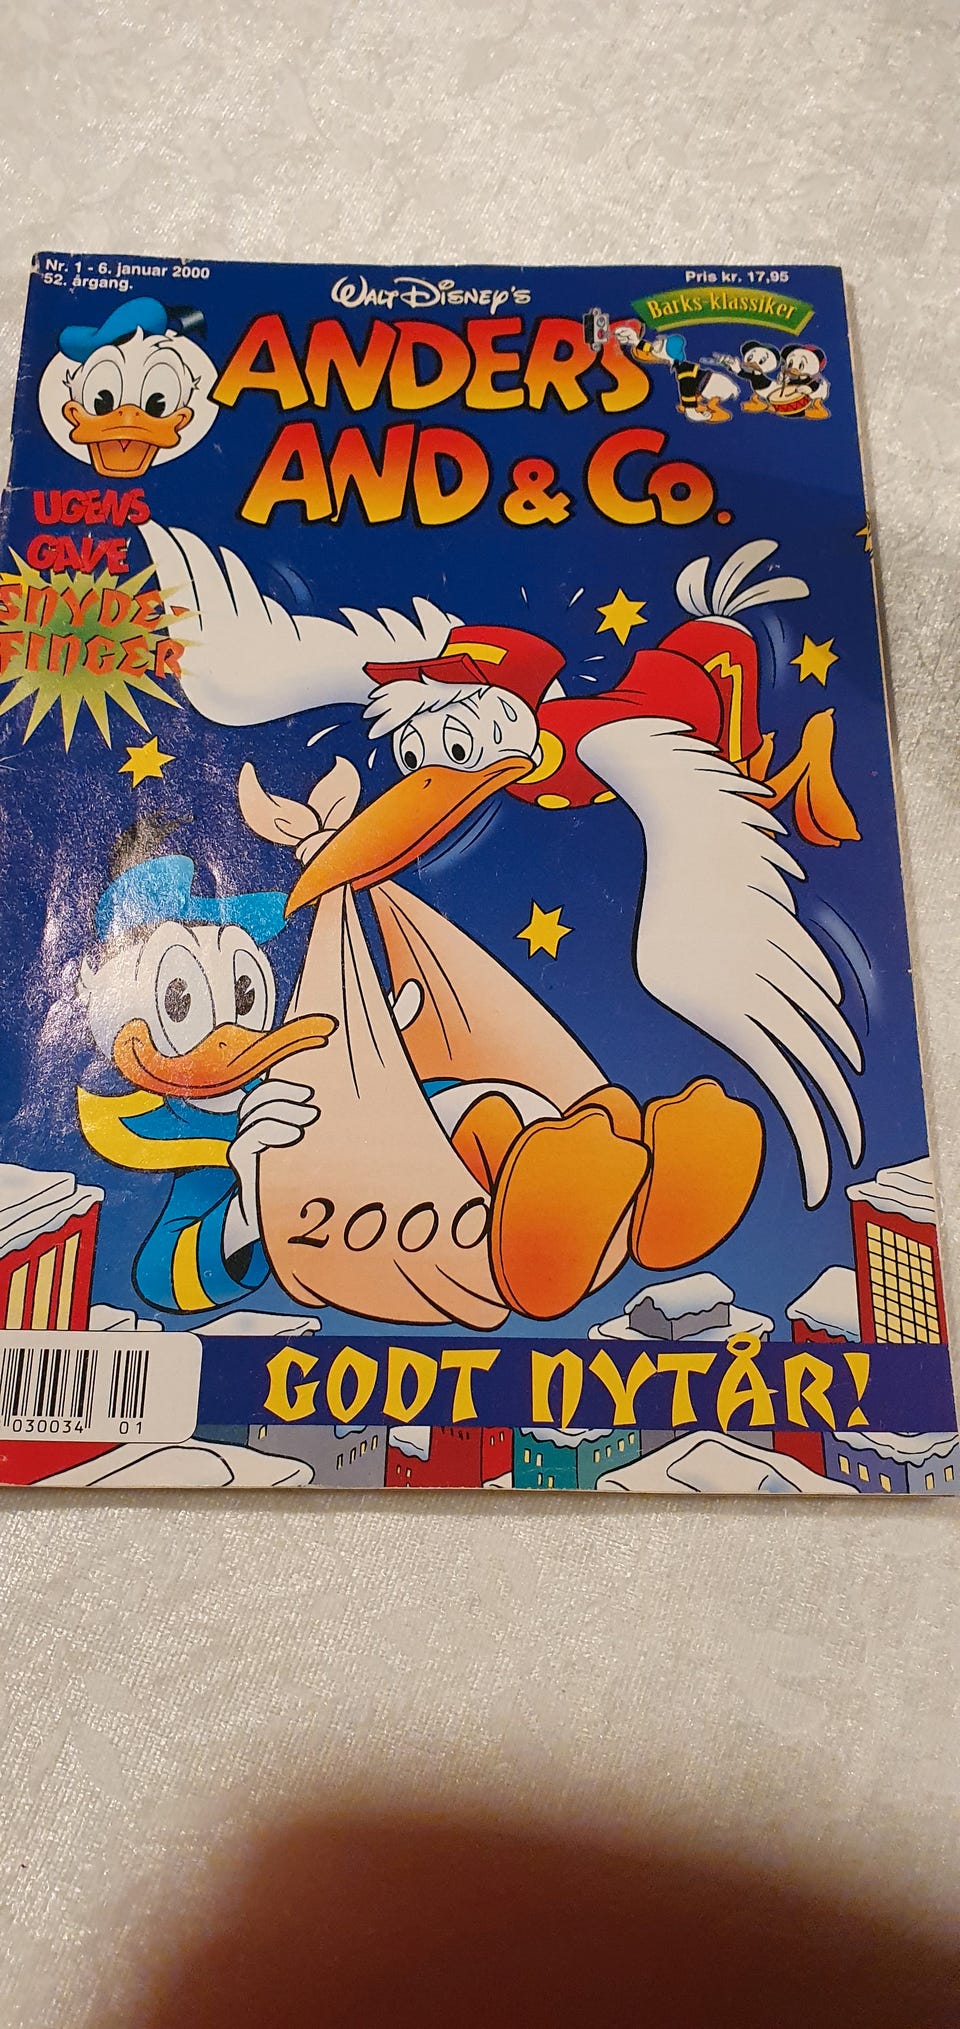 Nr. 1 - 6. januar 2000
52. årgang.
WALT DISNEY'S
Pris kr. 17,95
Barks-klassiker
ANDERS
AND & Co.
UGENS
GAVE
SNYDE-
FINGER
2000
GODT NYTÅR!
030034 01